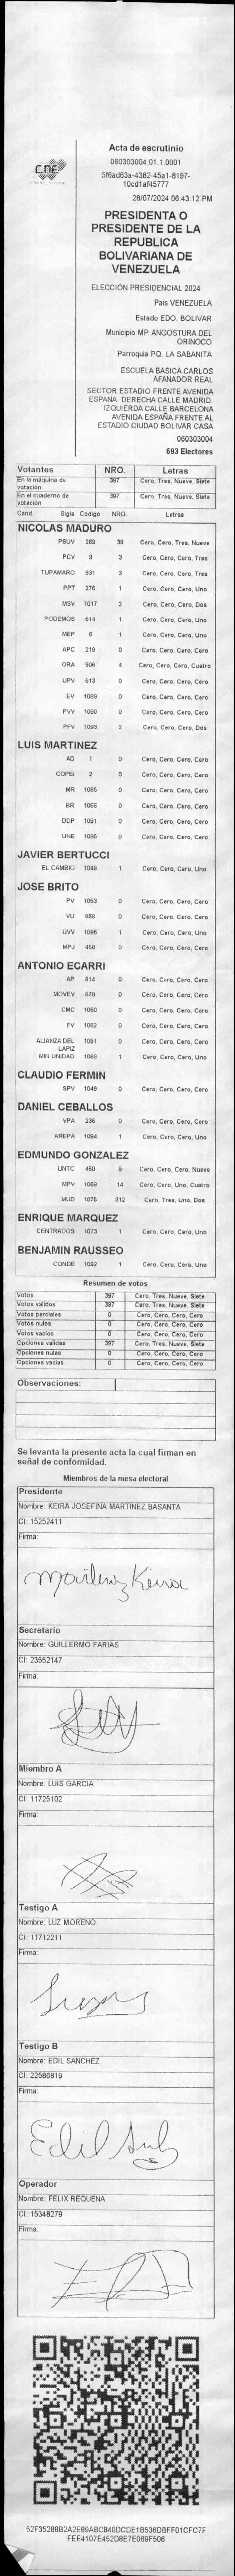 CNE
Acta de escrutinio
060303004.01.1.0001
5f6ad63a-4382-45a1-8197-
10cd1af45777
28/07/2024 06:43:12 PM
PRESIDENTA O
PRESIDENTE DE LA
REPUBLICA
BOLIVARIANA DE
VENEZUELA
ELECCIÓN PRESIDENCIAL 2024
Pais VENEZUELA
Estado EDO. BOLIVAR
Municipio MP. ANGOSTURA DEL
ORINOCO
Parroquia PQ. LA SABANITA
ESCUELA BASICA CARLOS
AFANADOR REAL
SECTOR ESTADIO FRENTE AVENIDA
ESPANA. DERECHA CALLE MADRID.
IZQUIERDA CALLE BARCELONA
AVENIDA ESPAÑA FRENTE AL
ESTADIO CIUDAD BOLIVAR CASA
060303004
693 Electores
Votantes NRO. Letras
En la máquina de votación 397 Cero, Tres, Nueve, Siete
En el cuaderno de votación 397 Cero, Tres, Nueve, Siete
Cand. Sigla Codigo NRO. Letras
NICOLAS MADURO
PSUV 269 39 Cero, Cero, Tres, Nueve
PCV 9 3 Cero, Cero, Cero, Tres
TUPAMARO 931 3 Cero, Cero, Cero, Tres
PPT 276 1 Cero, Cero, Cero, Uno
MSV 1017 2 Cero, Cero, Cero, Dos
PODEMOS 514 1 Cero, Cero, Cero, Uno
MEP 6 1 Cero, Cero, Cero, Uno
APC 219 0 Cero, Cero, Cero, Cero
ORA 906 4 Cero, Cero, Cero, Cuatro
UPV 513 0 Cero, Cero, Cero, Cero
EV 1089 0 Cero, Cero, Cero, Cero
PVV 1090 0 Cero, Cero, Cero, Cero
PFV 1093 2 Cero, Cero, Cero, Dos
LUIS MARTINEZ
AD 1 0 Cero, Cero, Cero, Cero
COPEI 2 0 Cero, Cero, Cero, Cero
MR 1065 0 Cero, Cero, Cero, Cero
BR 1066 0 Cero, Cero, Cero, Cero
DDP 1091 0 Cero, Cero, Cero, Cero
UNE 1095 0 Cero, Cero, Cero, Cero
JAVIER BERTUCCI
EL CAMBIO 1048 1 Cero, Cero, Cero, Uno
JOSE BRITO
PV 1053 0 Cero, Cero, Cero, Cero
VU 868 0 Cero, Cero, Cero, Cero
UVV 1096 1 Cero, Cero, Cero, Uno
MPJ 458 0 Cero, Cero, Cero, Cero
ANTONIO ECARRI
AP 814 0 Cero, Cero, Cero, Cero
MOVEV 879 0 Cero, Cero, Cero, Cero
CMC 1050 0 Cero, Cero, Cero, Cero
FV 1062 0 Cero, Cero, Cero, Cero
ALIANZA DEL LAPIZ 1051 0 Cero, Cero, Cero, Cero
MIN UNIDAD 1088 1 Cero, Cero, Cero, Uno
CLAUDIO FERMIN
SPV 1049 0 Cero, Cero, Cero, Cero
DANIEL CEBALLOS
VPA 236 0 Cero, Cero, Cero, Cero
AREPA 1094 1 Cero, Cero, Cero, Uno
EDMUNDO GONZALEZ
UNTC 460 9 Cero, Cero, Cero, Nueve
MPV 1069 14 Cero, Cero, Uno, Cuatro
MUD 1075 312 Cero, Tres, Uno, Dos
ENRIQUE MARQUEZ
CENTRADOS 1073 1 Cero, Cero, Cero, Uno
BENJAMIN RAUSSEO
CONDE 1092 1 Cero, Cero, Cero, Uno
Resumen de votos
Votos 397 Cero, Tres, Nueve, Siete
Votos válidos 397 Cero, Tres, Nueve, Siete
Votos parciales 0 Cero, Cero, Cero, Cero
Votos nulos 0 Cero, Cero, Cero, Cero
Votos vacíos 0 Cero, Cero, Cero, Cero
Opciones validas 397 Cero, Tres, Nueve, Siete
Opciones nulas 0 Cero, Cero, Cero, Cero
Opciones vacias 0 Cero, Cero, Cero, Cero
Observaciones:
Se levanta la presente acta la cual firman en
señal de conformidad.
Miembros de la mesa electoral
Presidente
Nombre: KEIRA JOSEFINA MARTINEZ BASANTA
CI: 15252411
Firma:
Martinez Keira
Secretario
Nombre: GUILLERMO FARIAS
CI: 23552147
Firma:
Miembro A
Nombre: LUIS GARCIA
CI: 11725102
Firma:
Testigo A
Nombre: LUZ MORENO
CI: 11712211
Firma:
Testigo B
Nombre: EDIL SANCHEZ
CI: 22586819
Firma:
Edil
Operador
Nombre: FELIX REQUENA
CI: 15348279
Firma:
52F35288B2A2E89ABCB40DCDE1B536DBFF01CFC7F
FEE4107E452D8E7E069F506